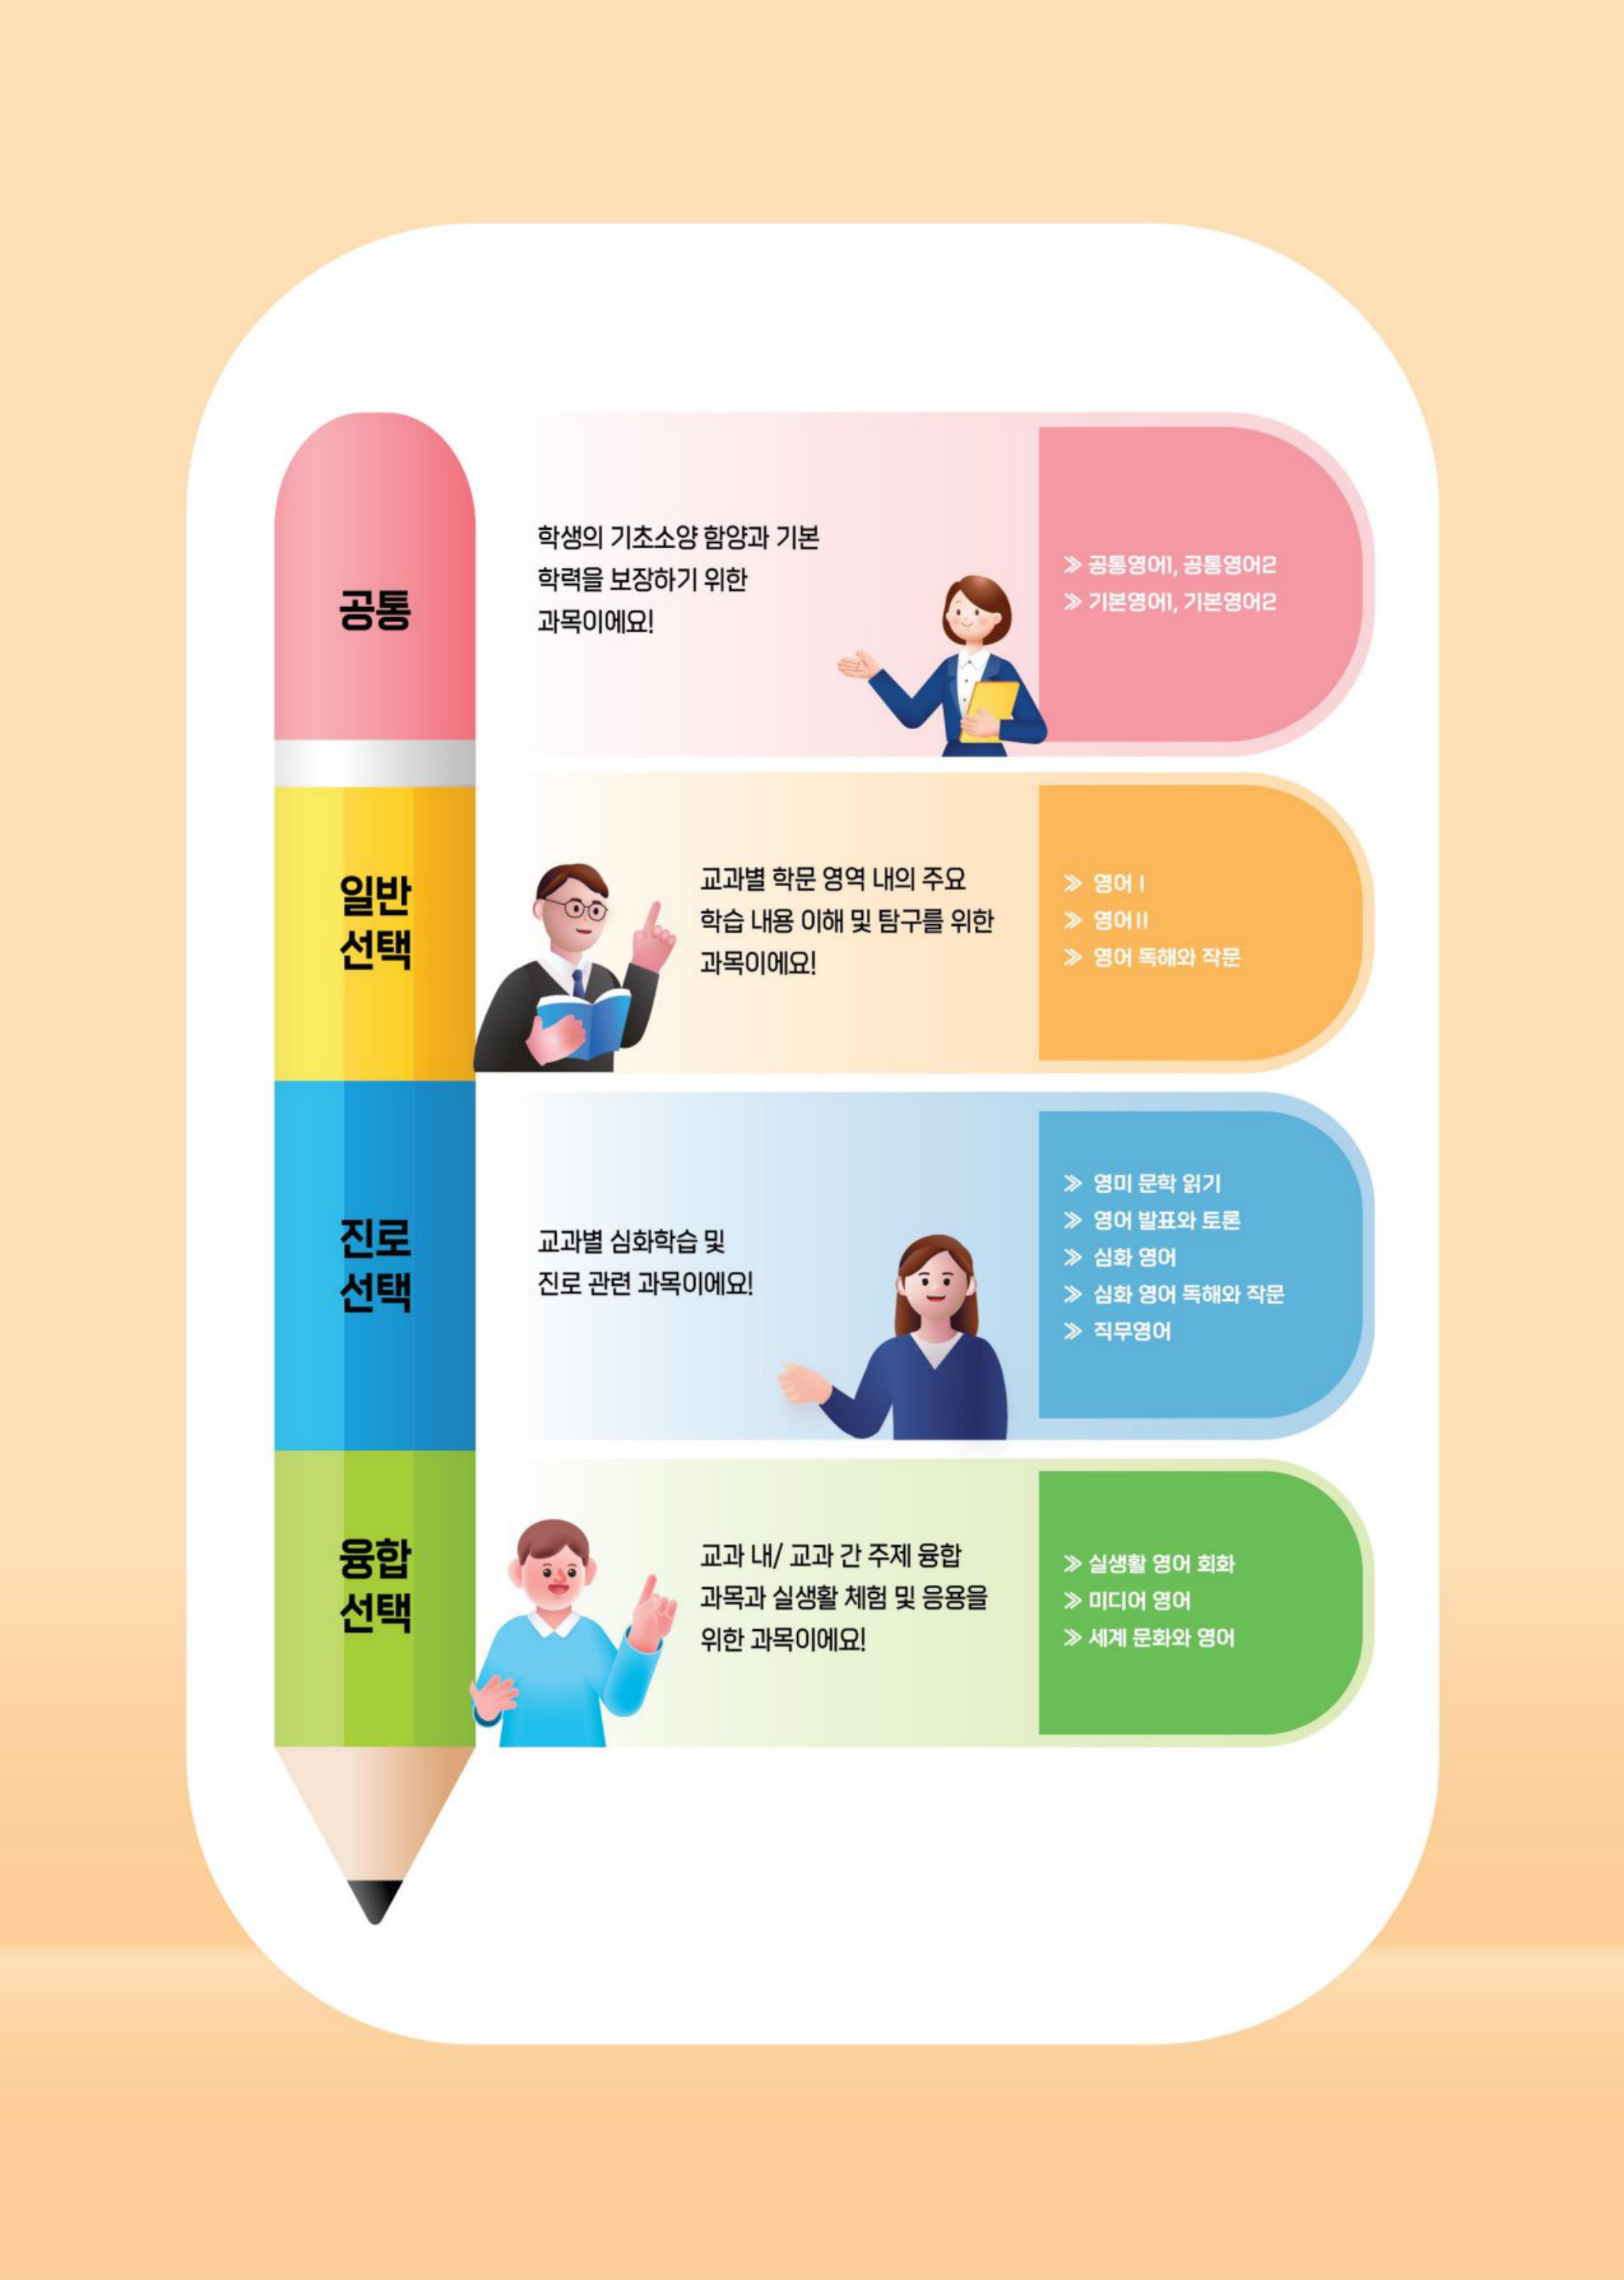 공통
학생의 기초소양 함양과 기본
학력을 보장하기 위한
과목이에요!
≫ 공통영어1, 공통영어2
≫ 기본영어1, 기본영어2
일반
선택
교과별 학문 영역 내의 주요
학습 내용 이해 및 탐구를 위한
과목이에요!
≫ 영어 I
≫ 영어 II
≫ 영어 독해와 작문
진로
선택
교과별 심화학습 및
진로 관련 과목이에요!
≫ 영미 문학 읽기
≫ 영어 발표와 토론
≫ 심화 영어
≫ 심화 영어 독해와 작문
≫ 직무영어
융합
선택
교과 내/ 교과 간 주제 융합
과목과 실생활 체험 및 응용을
위한 과목이에요!
≫ 실생활 영어 회화
≫ 미디어 영어
≫ 세계 문화와 영어